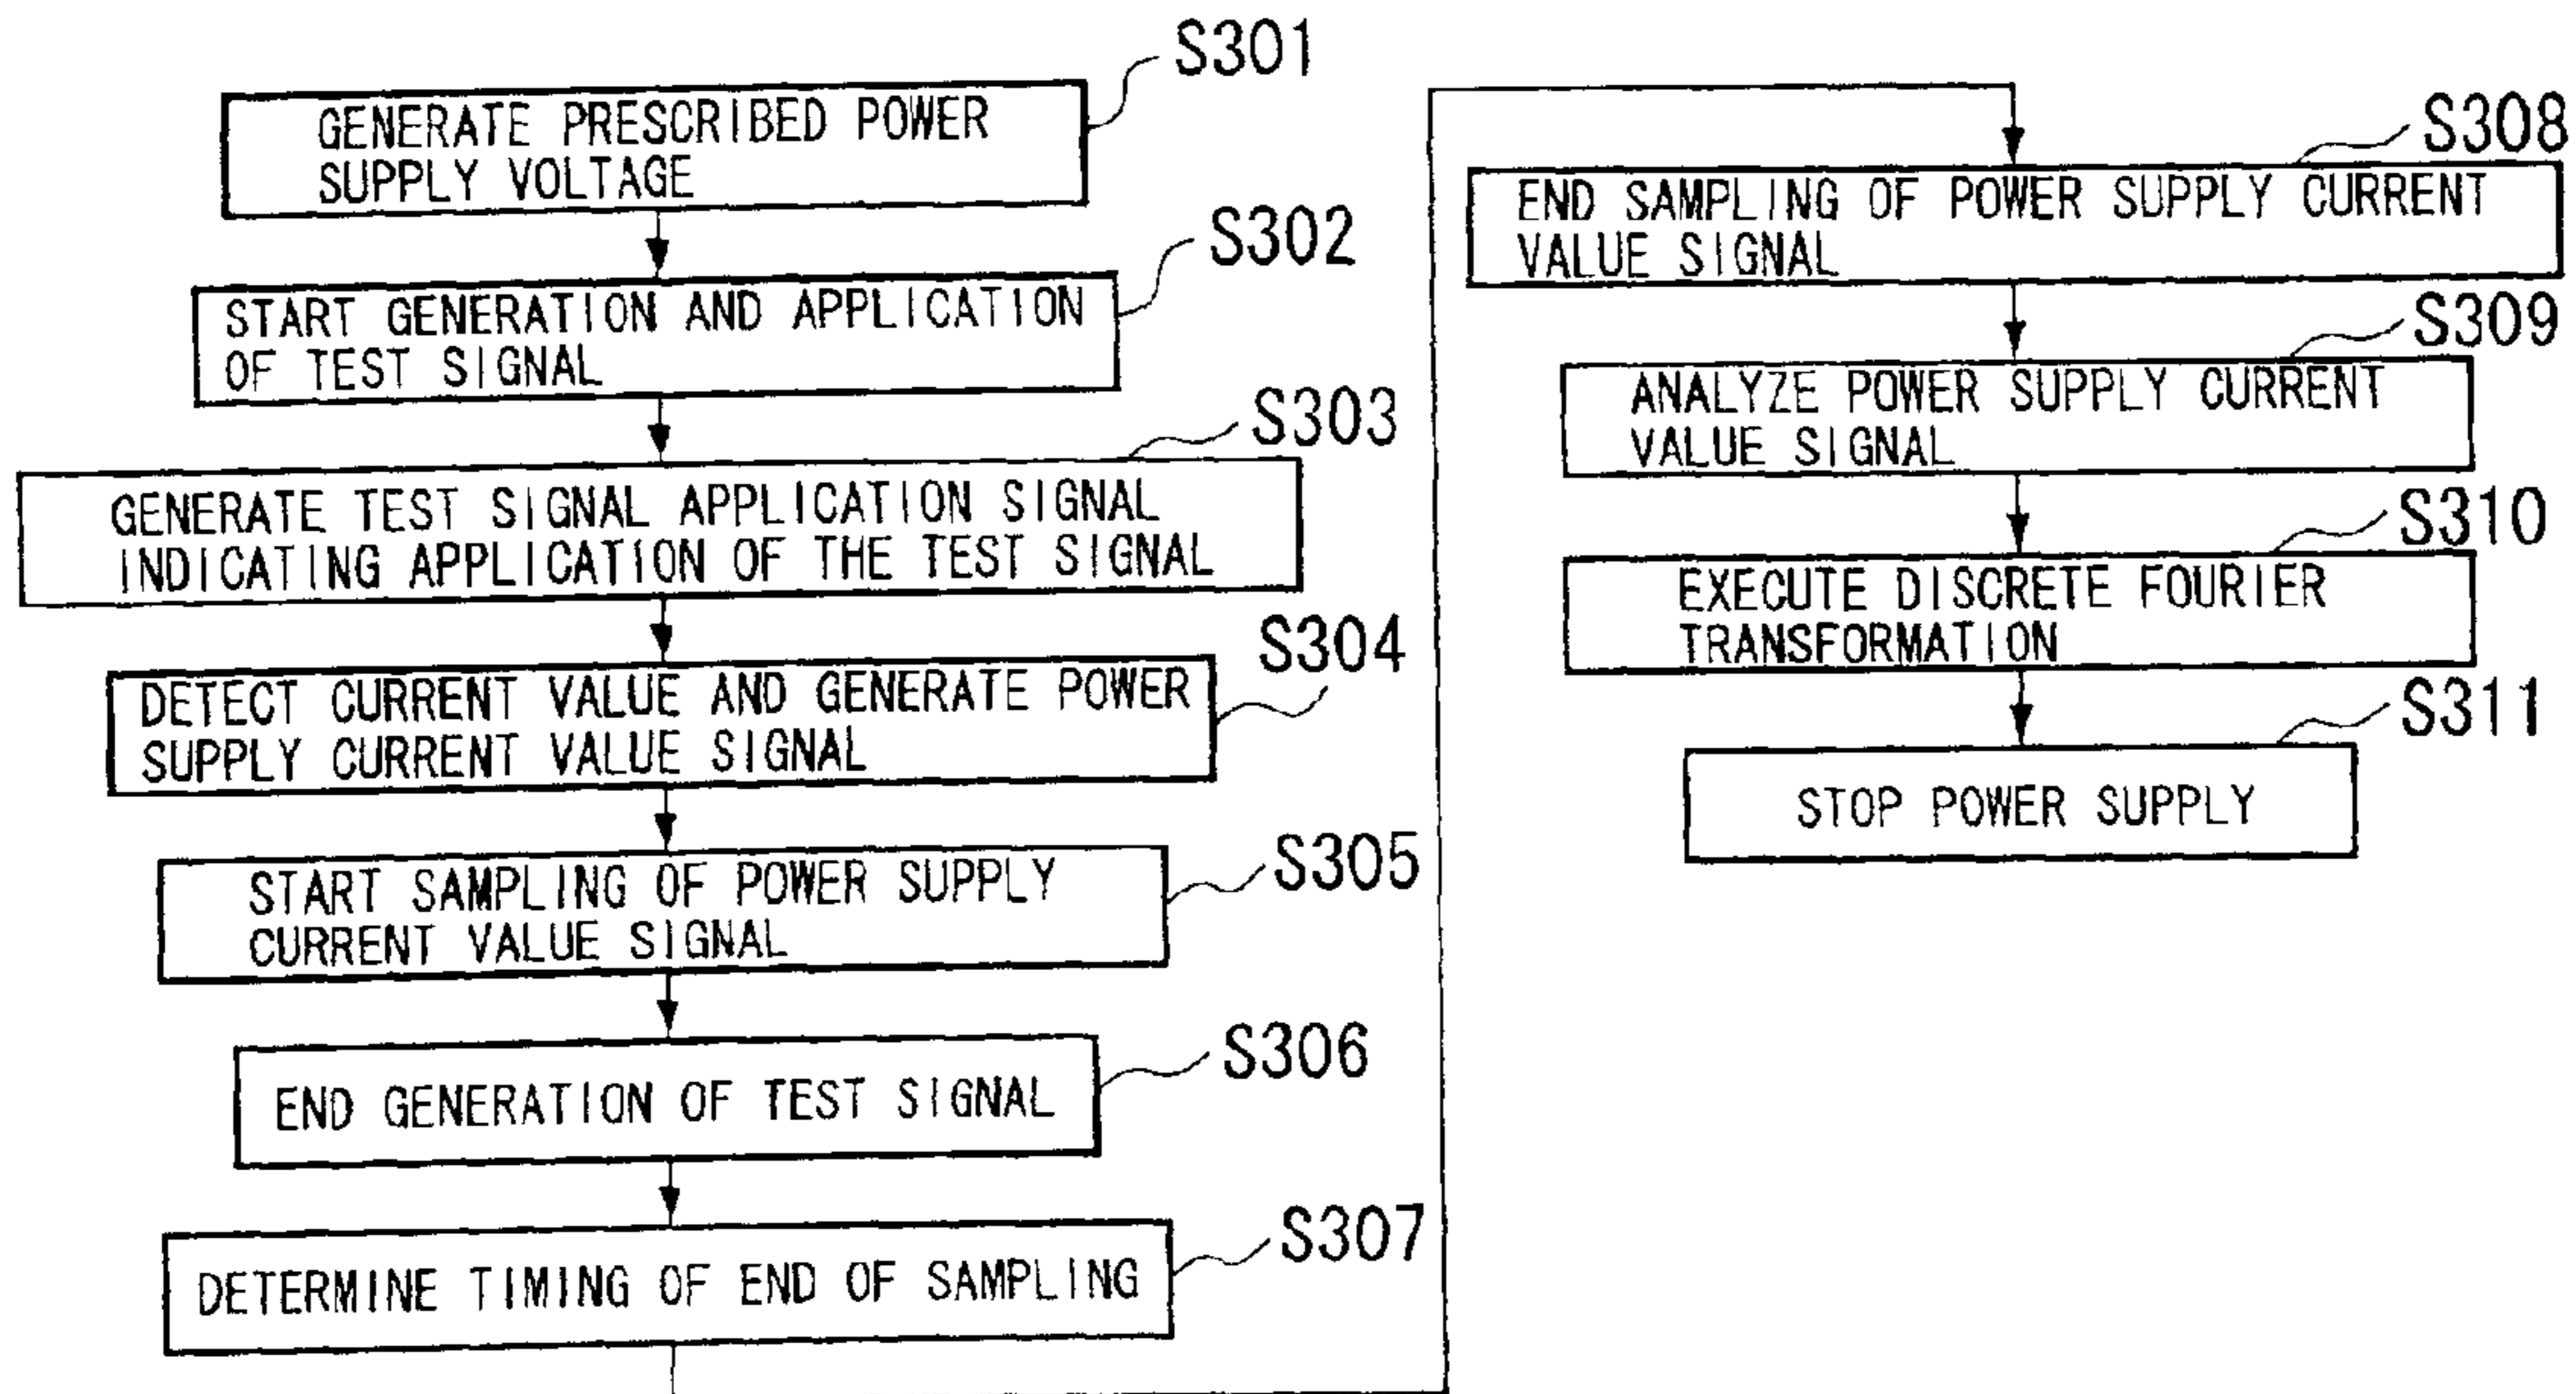 S301
GENERATE PRESCRIBED POWER
SUPPLY VOLTAGE
S302
START GENERATION AND APPLICATION
OF TEST SIGNAL
S303
GENERATE TEST SIGNAL APPLICATION SIGNAL
INDICATING APPLICATION OF THE TEST SIGNAL
S304
DETECT CURRENT VALUE AND GENERATE POWER
SUPPLY CURRENT VALUE SIGNAL
S305
START SAMPLING OF POWER SUPPLY
CURRENT VALUE SIGNAL
S306
END GENERATION OF TEST SIGNAL
S307
DETERMINE TIMING OF END OF SAMPLING
S308
END SAMPLING OF POWER SUPPLY CURRENT
VALUE SIGNAL
S309
ANALYZE POWER SUPPLY CURRENT
VALUE SIGNAL
S310
EXECUTE DISCRETE FOURIER
TRANSFORMATION
S311
STOP POWER SUPPLY